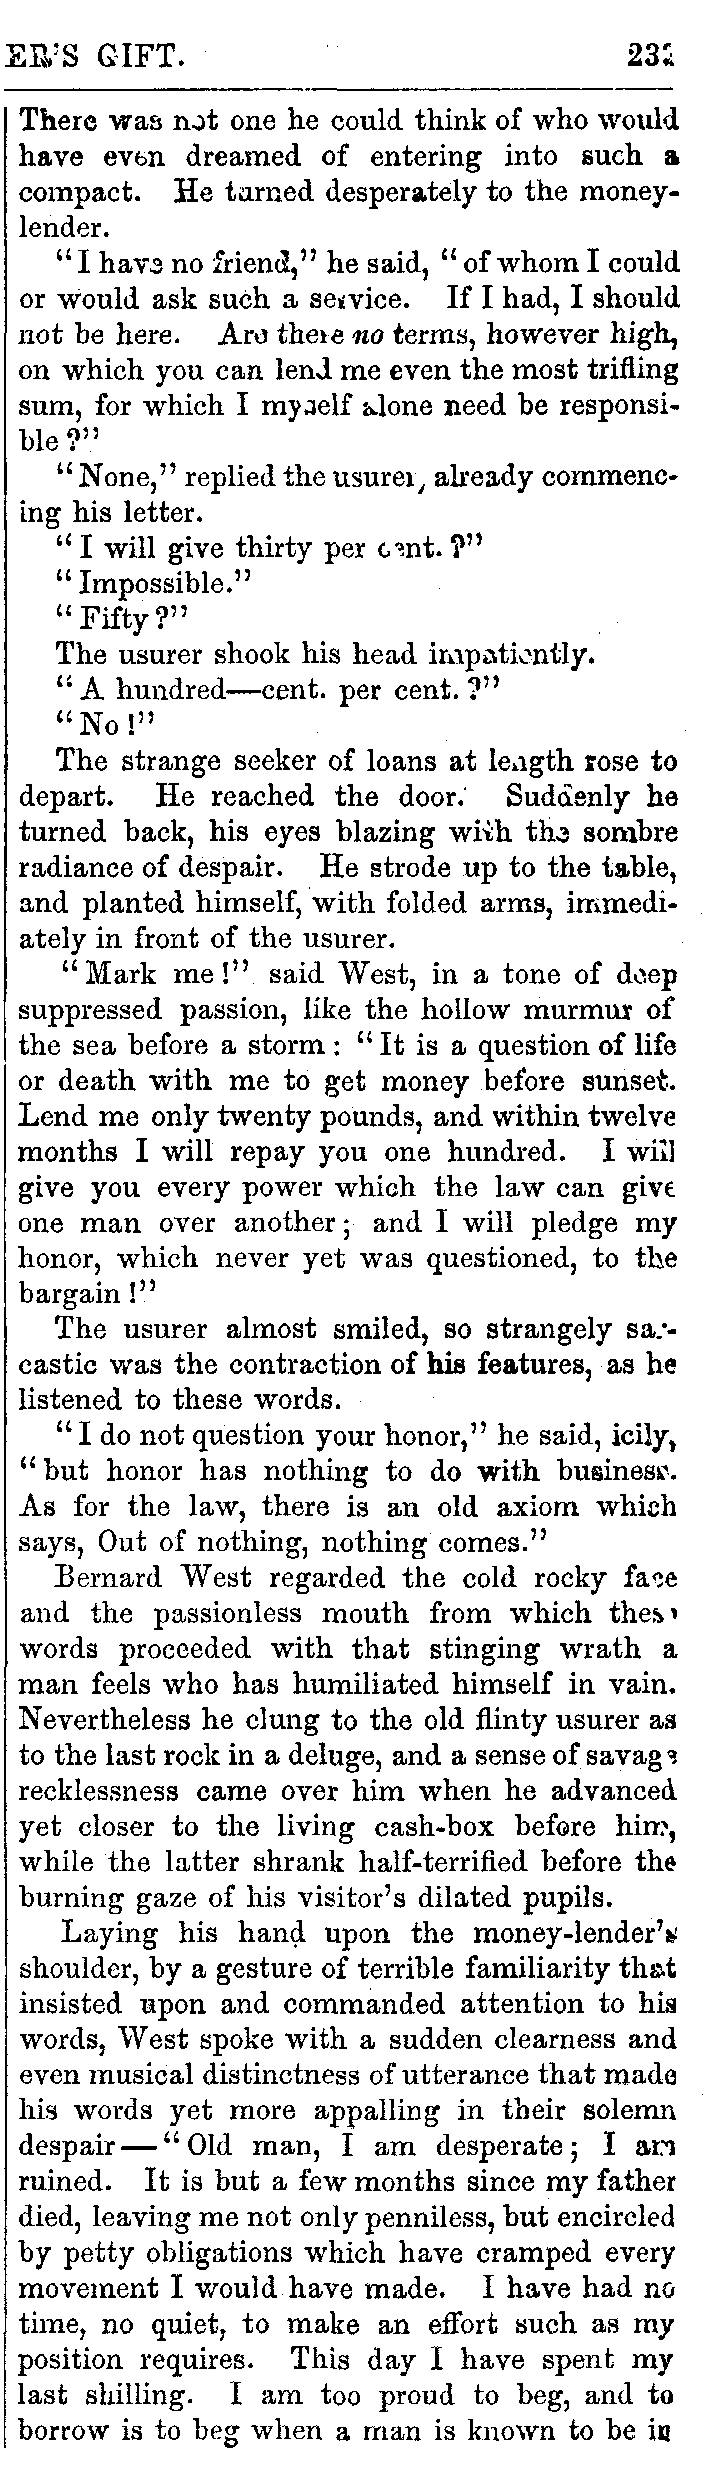 ER'S GIFT. 232
There was not one he could think of who would
have even dreamed of entering into such a
compact. He turned desperately to the money-
lender.
"I have no friend," he said, "of whom I could
or would ask such a service. If I had, I should
not be here. Are there no terms, however high,
on which you can lend me even the most trifling
sum, for which I myself alone need be responsi-
ble?"
"None," replied the usurer, already commenc-
ing his letter.
"I will give thirty per cent.?"
"Impossible."
"Fifty?"
The usurer shook his head impatiently.
"A hundred—cent. per cent.?"
"No!"
The strange seeker of loans at length rose to
depart. He reached the door. Suddenly he
turned back, his eyes blazing with the sombre
radiance of despair. He strode up to the table,
and planted himself, with folded arms, immedi-
ately in front of the usurer.
"Mark me!" said West, in a tone of deep
suppressed passion, like the hollow murmur of
the sea before a storm: "It is a question of life
or death with me to get money before sunset.
Lend me only twenty pounds, and within twelve
months I will repay you one hundred. I will
give you every power which the law can give
one man over another; and I will pledge my
honor, which never yet was questioned, to the
bargain!"
The usurer almost smiled, so strangely sar-
castic was the contraction of his features, as he
listened to these words.
"I do not question your honor," he said, icily,
"but honor has nothing to do with business.
As for the law, there is an old axiom which
says, Out of nothing, nothing comes."
Bernard West regarded the cold rocky face
and the passionless mouth from which these
words proceeded with that stinging wrath a
man feels who has humiliated himself in vain.
Nevertheless he clung to the old flinty usurer as
to the last rock in a deluge, and a sense of savage
recklessness came over him when he advanced
yet closer to the living cash-box before him,
while the latter shrank half-terrified before the
burning gaze of his visitor's dilated pupils.
Laying his hand upon the money-lender's
shoulder, by a gesture of terrible familiarity that
insisted upon and commanded attention to his
words, West spoke with a sudden clearness and
even musical distinctness of utterance that made
his words yet more appalling in their solemn
despair—"Old man, I am desperate; I am
ruined. It is but a few months since my father
died, leaving me not only penniless, but encircled
by petty obligations which have cramped every
movement I would have made. I have had no
time, no quiet, to make an effort such as my
position requires. This day I have spent my
last shilling. I am too proud to beg, and to
borrow is to beg when a man is known to be in